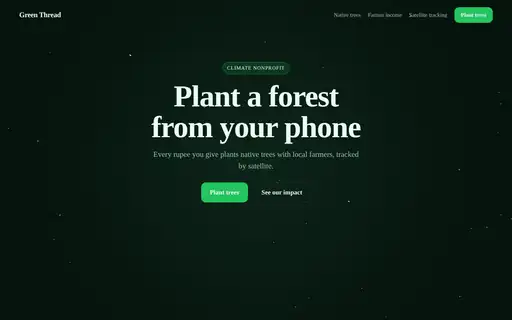 Green Thread
Native trees
Farmer income
Satellite tracking
Plant trees
CLIMATE NONPROFIT
Plant a forest
from your phone
Every rupee you give plants native trees with local farmers, tracked
by satellite.
Plant trees
See our impact